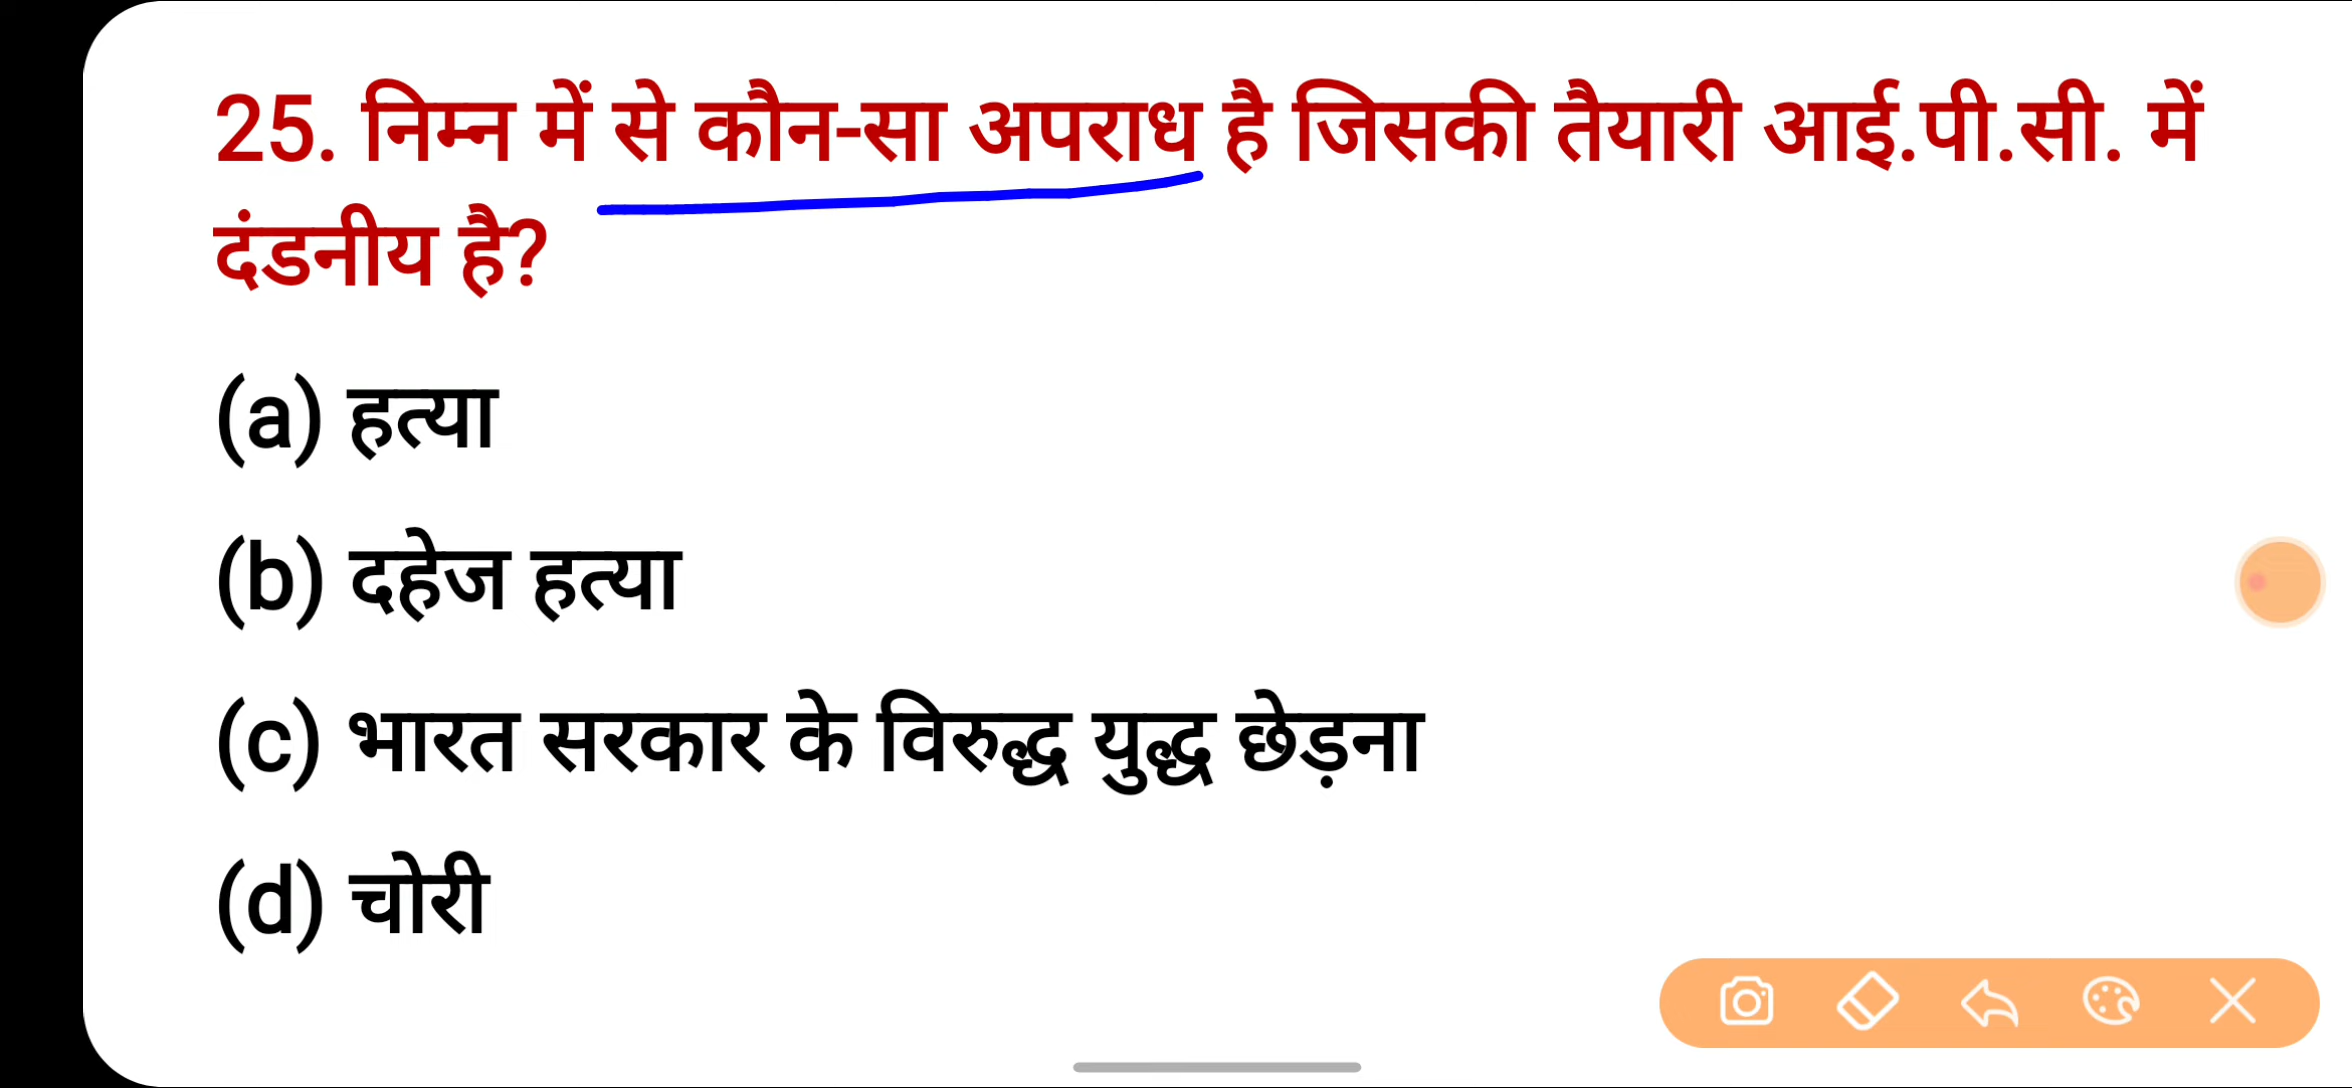 25. निम्न में से कौन-सा अपराध है जिसकी तैयारी आई.पी.सी. में
दंडनीय है?
(a) हत्या
(b) दहेज हत्या
(c) भारत सरकार के विरुद्ध युद्ध छेड़ना
(d) चोरी